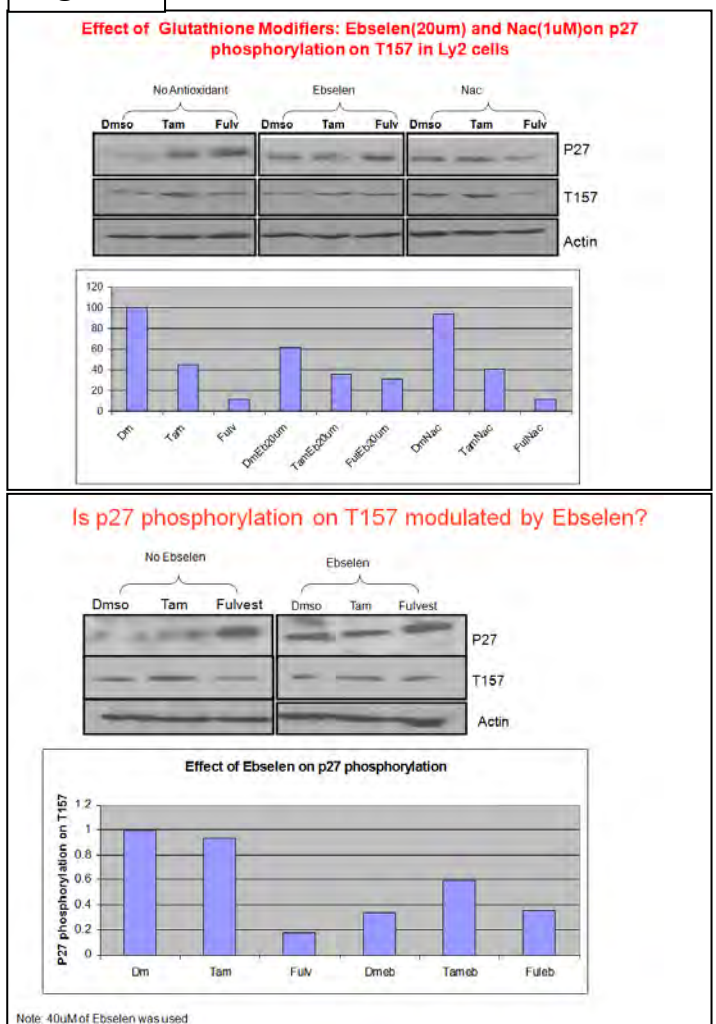 Effect of Glutathione Modifiers: Ebselen(20um) and Nac(1uM)on p27
phosphorylation on T157 in Ly2 cells
No Antioxidant Ebselen Nac
Dmso Tam Fulv Dmso Tam Fulv Dmso Tam Fulv
P27
T157
Actin
120
100
80
60
40
20
0
Dm Tam Fulv DmEb20um TamEb20um FulEb20um DmNac TamNac FulNac
Is p27 phosphorylation on T157 modulated by Ebselen?
No Ebselen Ebselen
Dmso Tam Fulvest Dmso Tam Fulvest
P27
T157
Actin
Effect of Ebselen on p27 phosphorylation
P27 phosphorylation on T157
1.2
1
0.8
0.6
0.4
0.2
0
Dm Tam Fulv Dmeb Tameb Fuleb
Note: 40uM of Ebselen was used